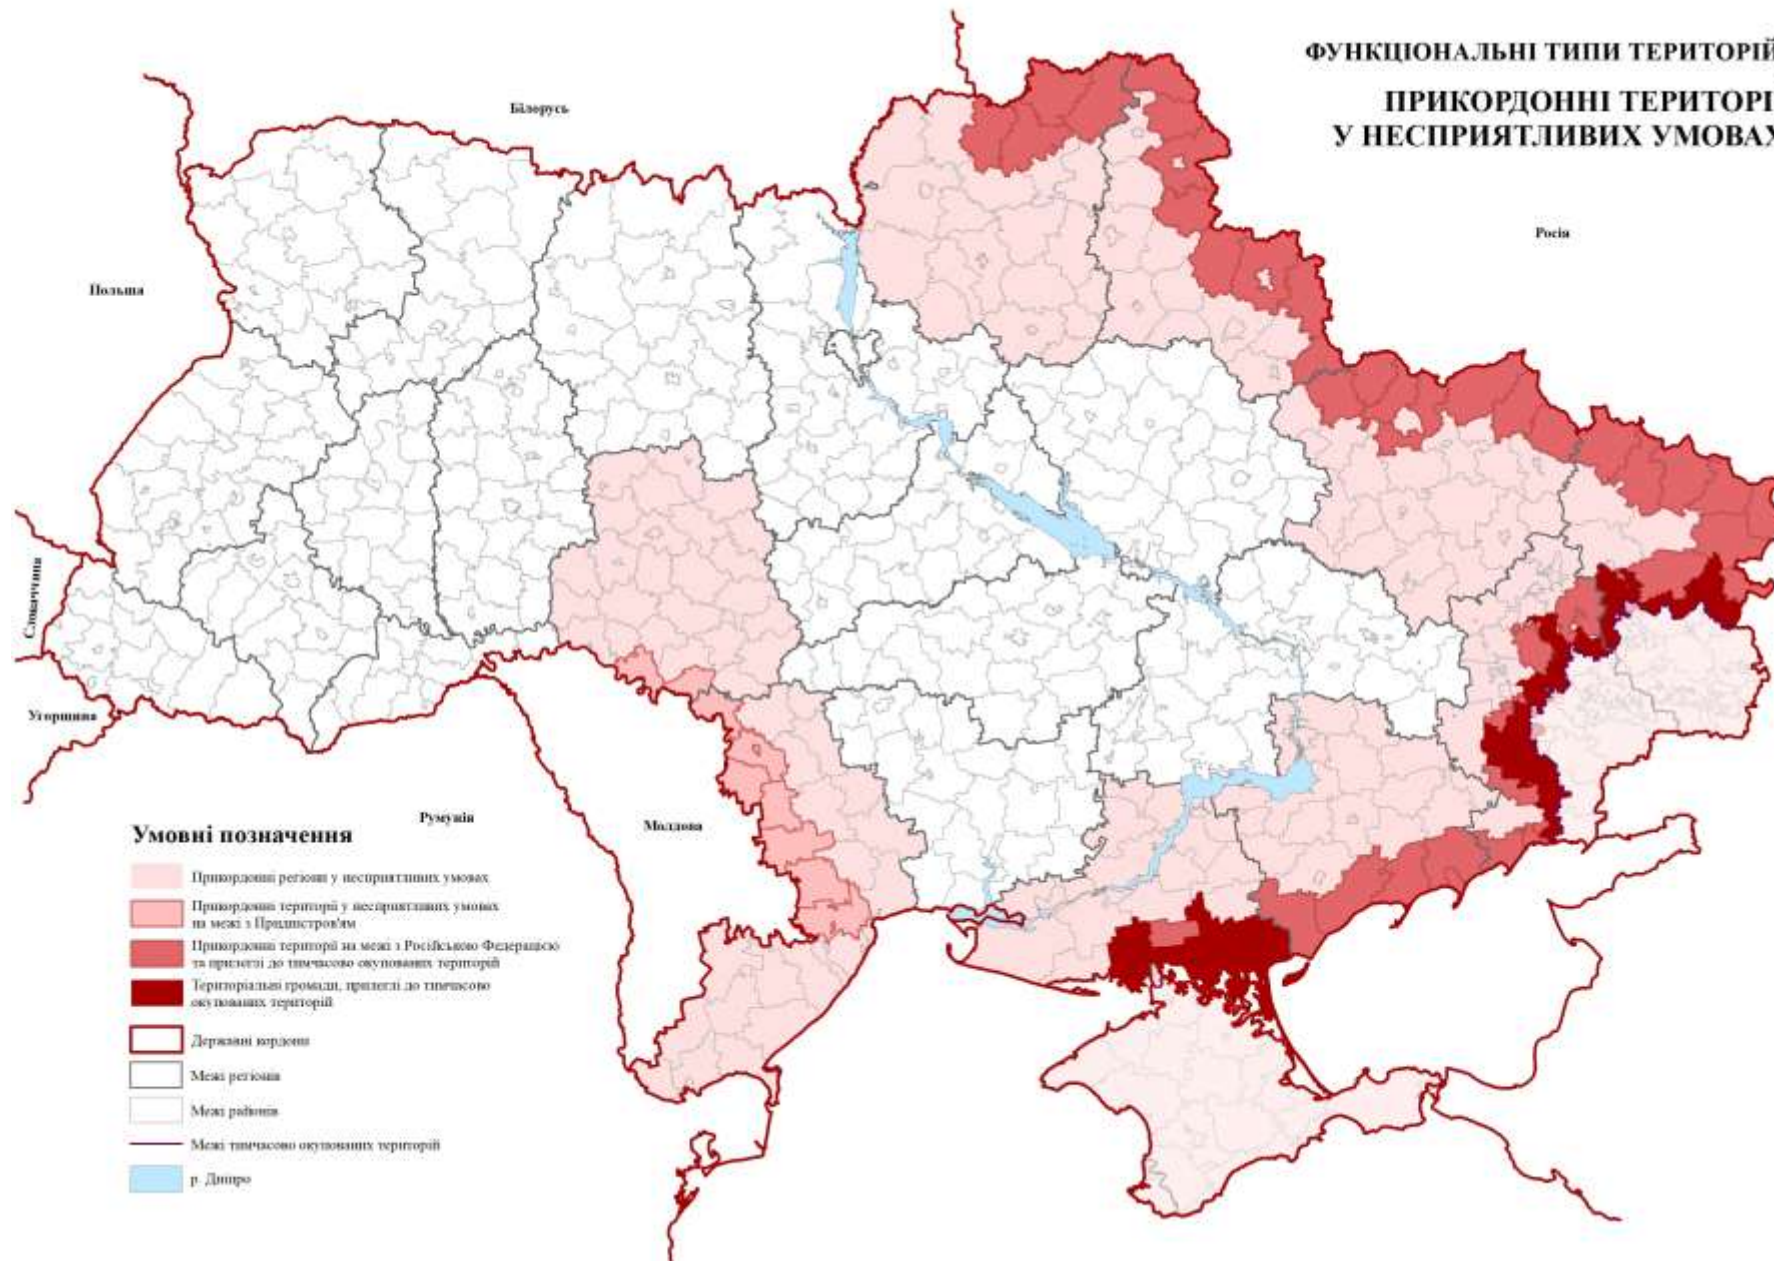 ФУНКЦІОНАЛЬНІ ТИПИ ТЕРИТОРІЙ
ПРИКОРДОННІ ТЕРИТОРІ
У НЕСПРИЯТЛИВИХ УМОВАХ
Білорусь
Росія
Польша
Словаччина
Угорщина
Румунія
Молдова
Умовні позначення
Прикордонні регіони у несприятливих умовах
Прикордонні території у несприятливих умовах
на межі з Придністров'ям
Прикордонні території на межі з Російською Федерацією
та прилеглі до тимчасово окупованих територій
Територіальні громади, прилеглі до тимчасово
окупованих територій
Державні кордони
Межі регіонів
Межі районів
Межі тимчасово окупованих територій
р. Дніпро